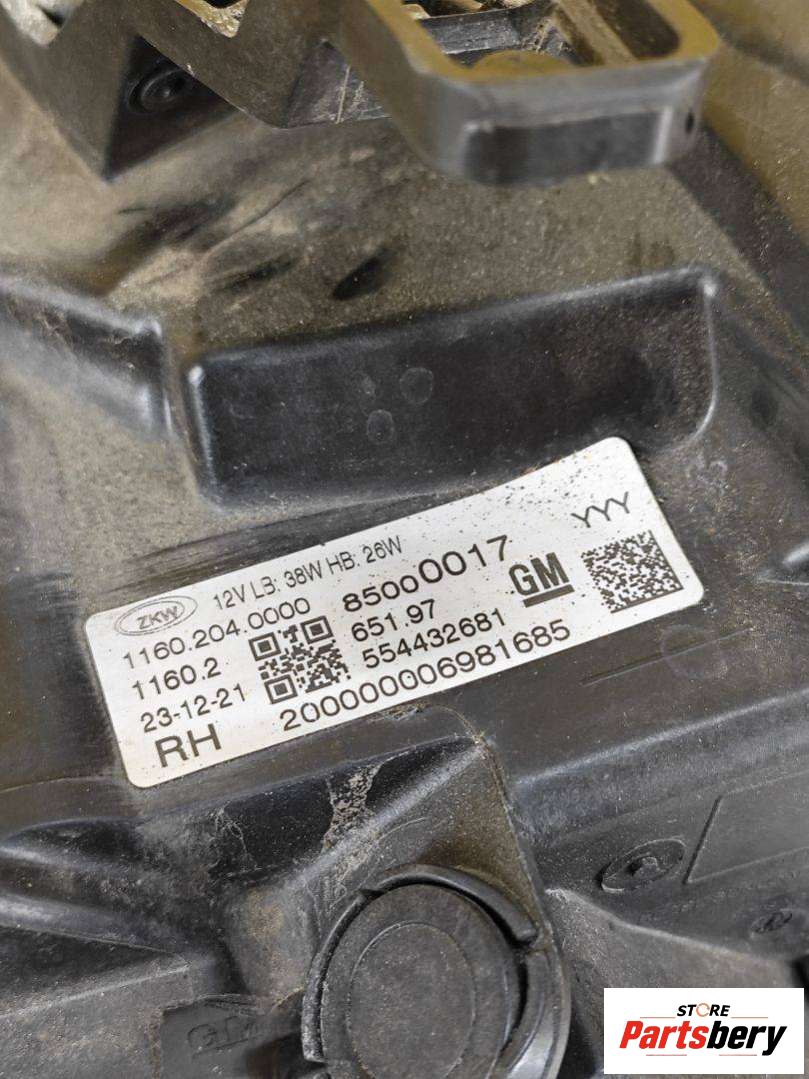 ZKW 12V LB: 38W HB: 26W
1160.204.0000 85000017 YYY
1160.2 651.97 GM
23-12-21 554432681
RH 200000006981685
STORE
Partsbery